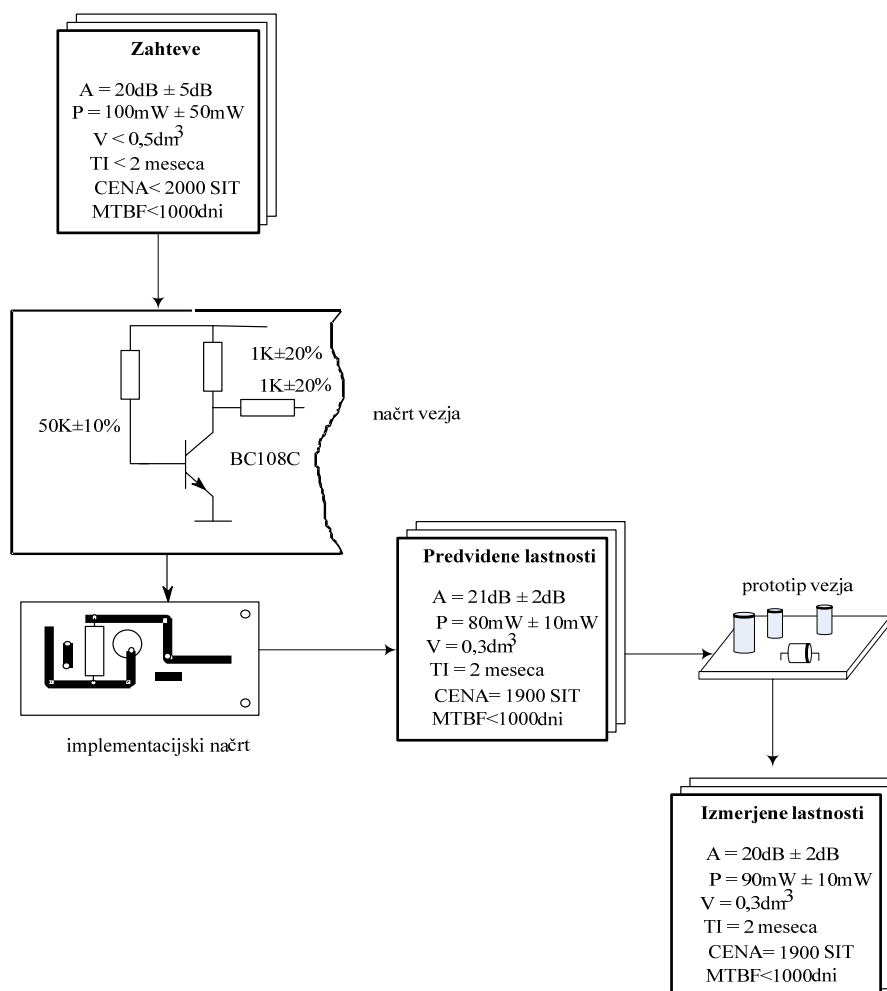 Zahteve
A = 20dB ± 5dB
P = 100mW ± 50mW
V < 0,5dm³
TI < 2 meseca
CENA< 2000 SIT
MTBF<1000dni
1K±20%
1K±20%
50K±10%
BC108C
načrt vezja
implementacijski načrt
Predvidene lastnosti
A = 21dB ± 2dB
P = 80mW ± 10mW
V = 0,3dm³
TI = 2 meseca
CENA= 1900 SIT
MTBF<1000dni
prototip vezja
Izmerjene lastnosti
A = 20dB ± 2dB
P = 90mW ± 10mW
V = 0,3dm³
TI = 2 meseca
CENA= 1900 SIT
MTBF<1000dni